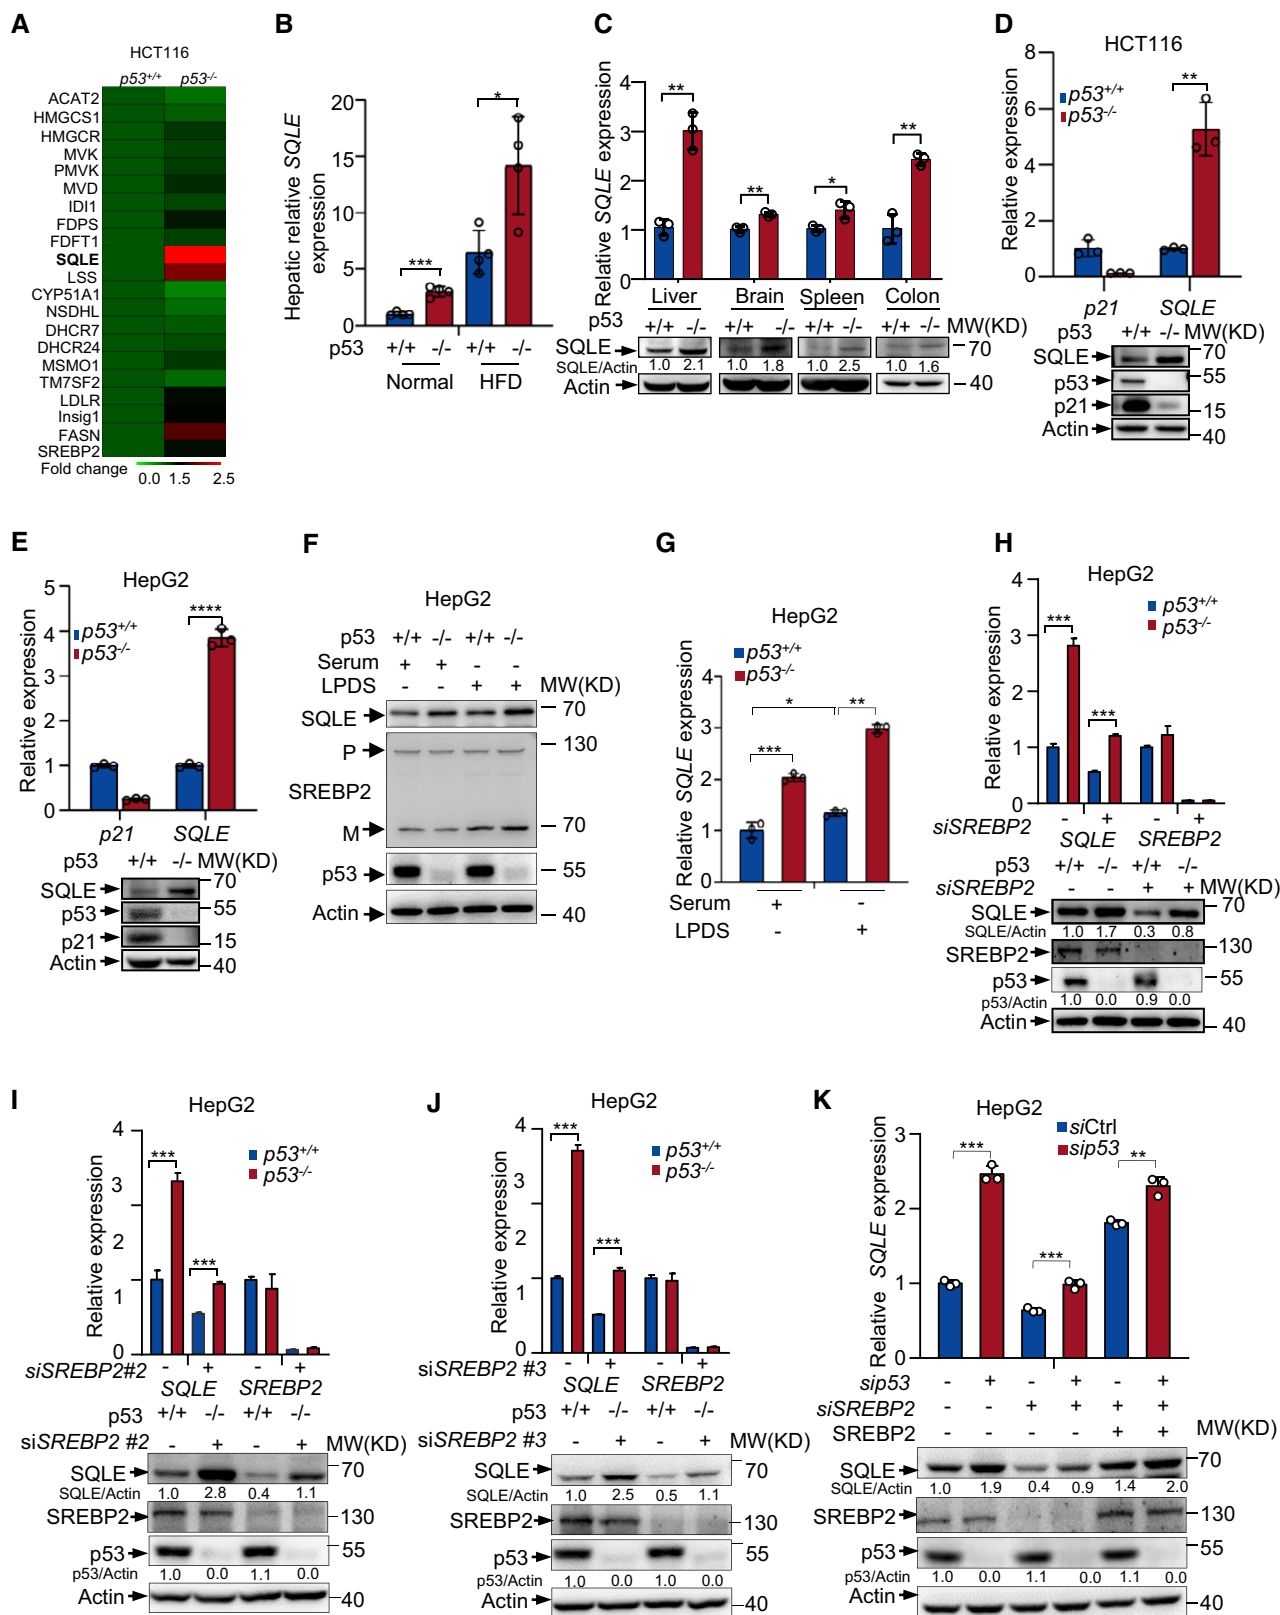 A
HCT116
p53+/+ p53-/-
ACAT2
HMGCS1
HMGCR
MVK
PMVK
MVD
IDI1
FDPS
FDFT1
SQLE
LSS
CYP51A1
NSDHL
DHCR7
DHCR24
MSMO1
TM7SF2
LDLR
Insig1
FASN
SREBP2
Fold change
0.0 1.5 2.5
B
Hepatic relative SQLE
expression
20
15
10
5
0
***
*
p53 +/+ -/- +/+ -/-
Normal HFD
C
Relative SQLE expression
4
3
2
1
0
** ** * **
Liver Brain Spleen Colon
p53 +/+ -/- +/+ -/- +/+ -/- +/+ -/- MW(KD)
SQLE 70
SQLE/Actin 1.0 2.1 1.0 1.8 1.0 2.5 1.0 1.6
Actin 40
D
HCT116
Relative expression
8
6
4
2
0
p53+/+
p53-/-
**
p21 SQLE
p53 +/+ -/- MW(KD)
SQLE 70
p53 55
p21 15
Actin 40
E
HepG2
Relative expression
5
4
3
2
1
0
p53+/+
p53-/-
****
p21 SQLE
p53 +/+ -/- MW(KD)
SQLE 70
p53 55
p21 15
Actin 40
F
HepG2
p53 +/+ -/- +/+ -/-
Serum + + - -
LPDS - - + + MW(KD)
SQLE 70
P 130
SREBP2
M 70
p53 55
Actin 40
G
HepG2
p53+/+
p53-/-
Relative SQLE expression
4
3
2
1
0
*** * **
Serum + -
LPDS - +
H
HepG2
Relative expression
4
3
2
1
0
p53+/+
p53-/-
*** ***
siSREBP2 - + - +
SQLE SREBP2
p53 +/+ -/- +/+ -/-
siSREBP2 - - + + MW(KD)
SQLE 70
SQLE/Actin 1.0 1.7 0.3 0.8
SREBP2 130
p53 55
p53/Actin 1.0 0.0 0.9 0.0
Actin 40
I
HepG2
Relative expression
4
3
2
1
0
p53+/+
p53-/-
*** ***
siSREBP2#2 - + - +
SQLE SREBP2
p53 +/+ -/- +/+ -/-
siSREBP2 #2 - + - + MW(KD)
SQLE 70
SQLE/Actin 1.0 2.8 0.4 1.1
SREBP2 130
p53 55
p53/Actin 1.0 0.0 1.1 0.0
Actin 40
J
HepG2
Relative expression
4
3
2
1
0
p53+/+
p53-/-
*** ***
siSREBP2 #3 - + - +
SQLE SREBP2
p53 +/+ -/- +/+ -/-
siSREBP2 #3 - + - + MW(KD)
SQLE 70
SQLE/Actin 1.0 2.5 0.5 1.1
SREBP2 130
p53 55
p53/Actin 1.0 0.0 1.0 0.0
Actin 40
K
HepG2
siCtrl
sip53
Relative SQLE expression
3
2
1
0
*** *** **
sip53 - + - + - +
siSREBP2 - - + + + +
SREBP2 - - - - + + MW(KD)
SQLE 70
SQLE/Actin 1.0 1.9 0.4 0.9 1.4 2.0
SREBP2 130
p53 55
p53/Actin 1.0 0.0 1.1 0.0 1.1 0.0
Actin 40